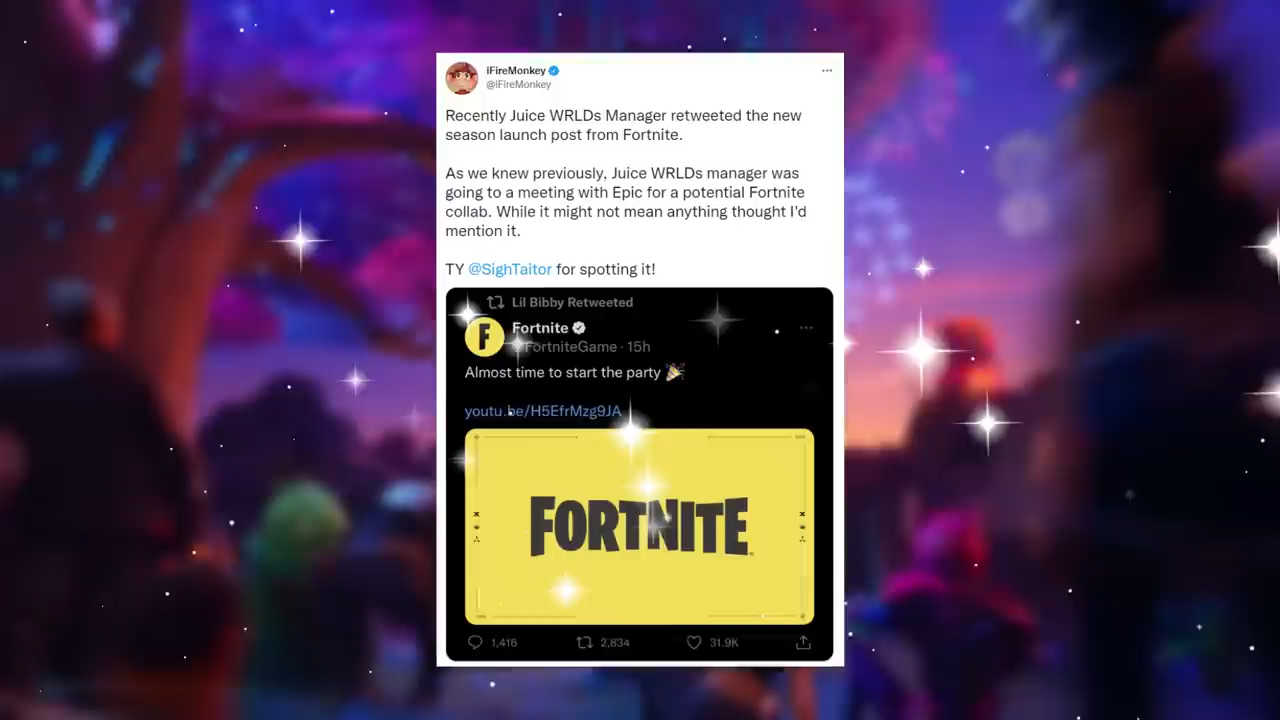 iFireMonkey
@iFireMonkey
Recently Juice WRLDs Manager retweeted the new
season launch post from Fortnite.
As we knew previously, Juice WRLDs manager was
going to a meeting with Epic for a potential Fortnite
collab. While it might not mean anything thought I'd
mention it.
TY @SighTaitor for spotting it!
Lil Bibby Retweeted
Fortnite
@FortniteGame · 15h
Almost time to start the party 🎉
youtu.be/H5EfrMzg9JA
FORTNITE
1,416 2,834 31.9K